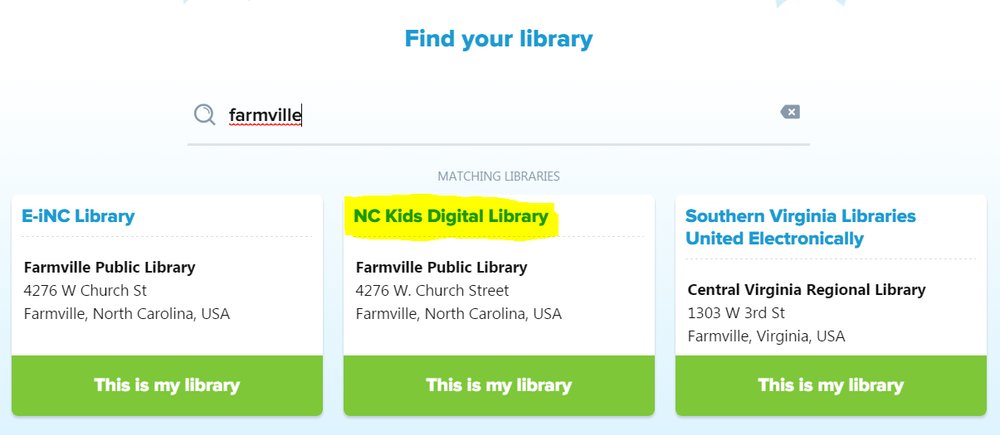 Find your library
farmville
MATCHING LIBRARIES
E-iNC Library
Farmville Public Library
4276 W Church St
Farmville, North Carolina, USA
This is my library
NC Kids Digital Library
Farmville Public Library
4276 W. Church Street
Farmville, North Carolina, USA
This is my library
Southern Virginia Libraries
United Electronically
Central Virginia Regional Library
1303 W 3rd St
Farmville, Virginia, USA
This is my library